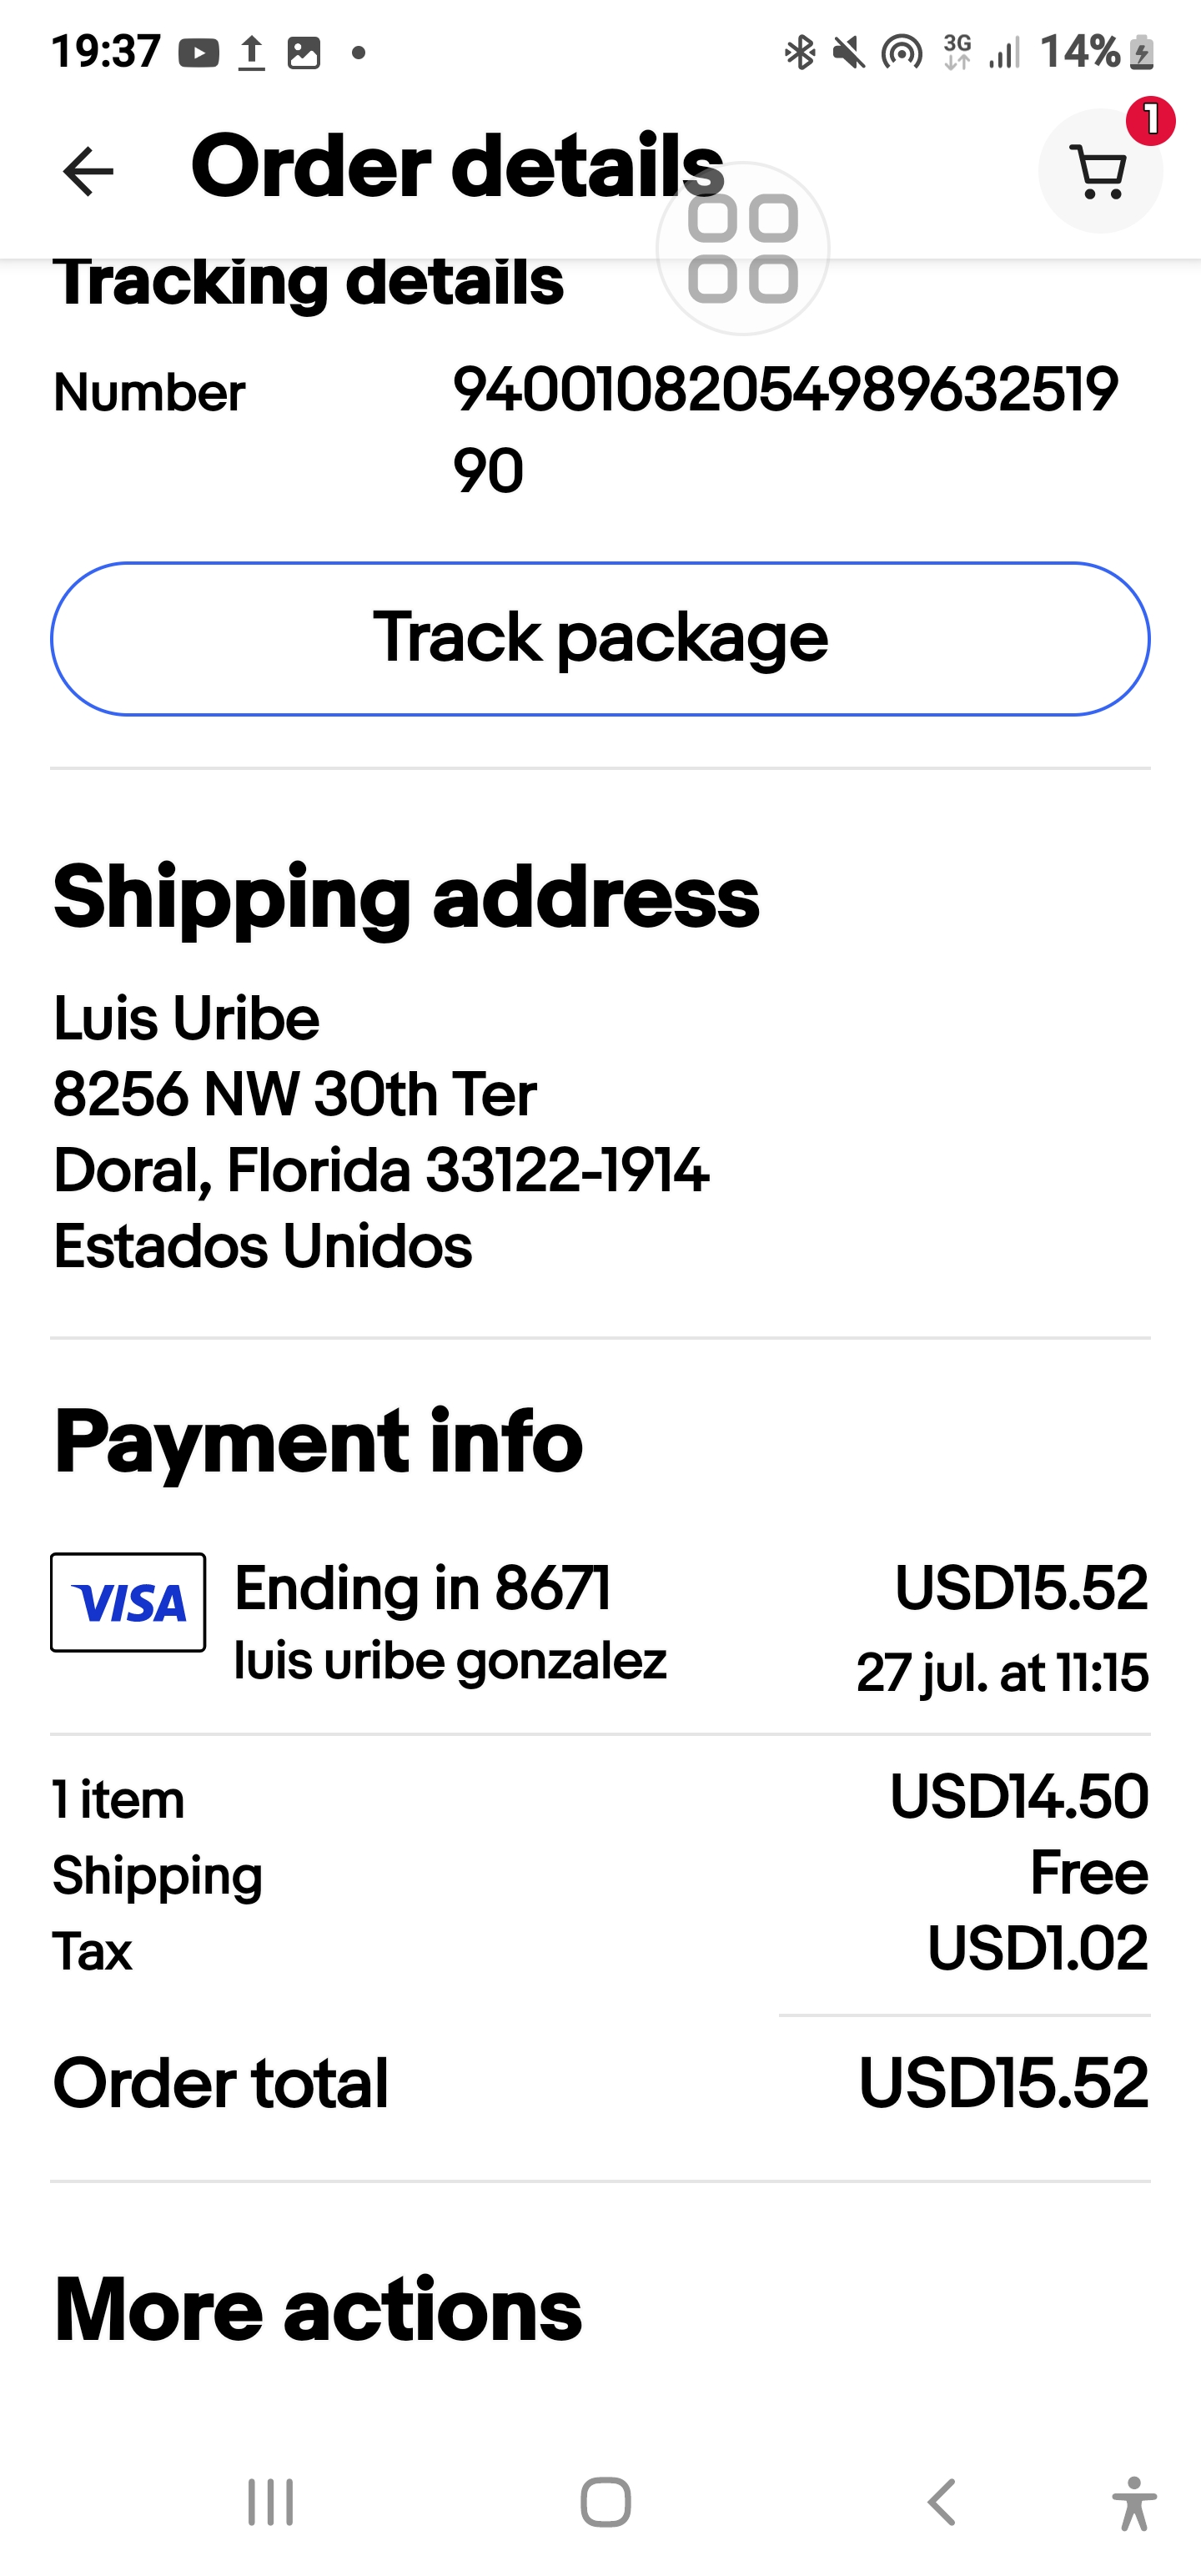 19:37 3G 14%
Order details 1
Tracking details
Number 94001082054989632519
90
Track package
Shipping address
Luis Uribe
8256 NW 30th Ter
Doral, Florida 33122-1914
Estados Unidos
Payment info
VISA Ending in 8671 USD15.52
luis uribe gonzalez 27 jul. at 11:15
1 item USD14.50
Shipping Free
Tax USD1.02
Order total USD15.52
More actions